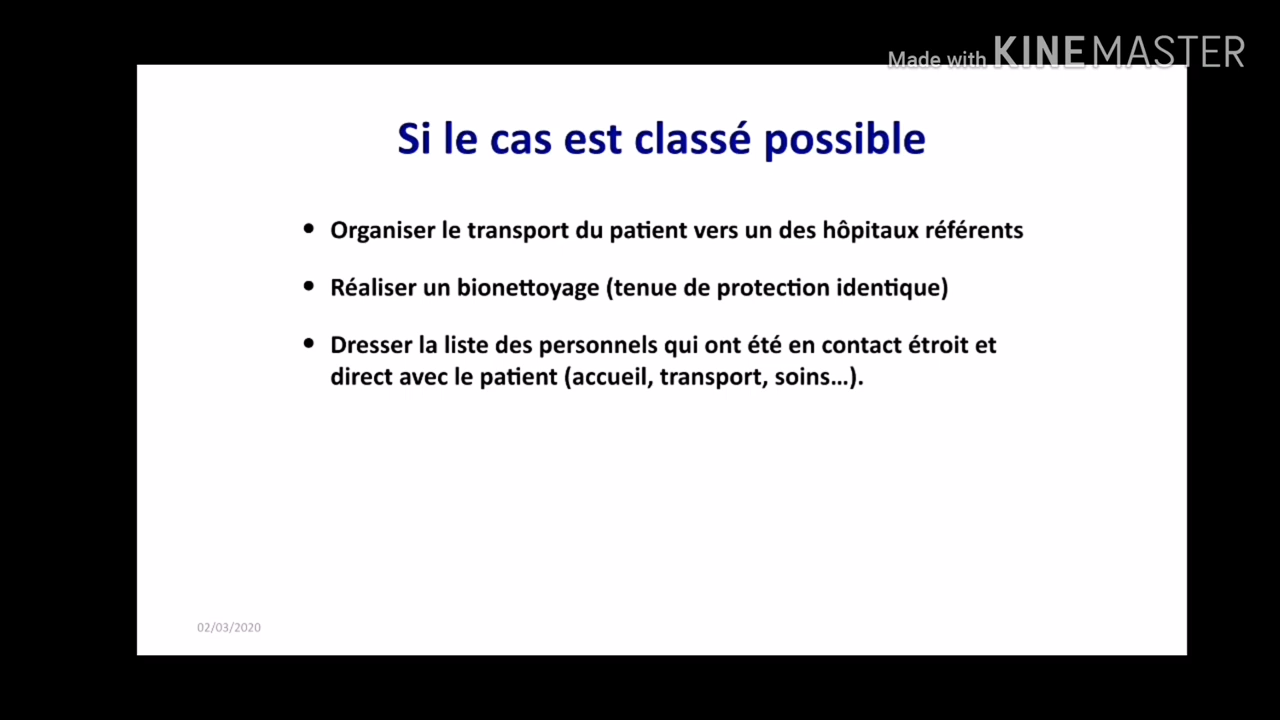 Made with KINEMASTER
Si le cas est classé possible
• Organiser le transport du patient vers un des hôpitaux référents
• Réaliser un bionettoyage (tenue de protection identique)
• Dresser la liste des personnels qui ont été en contact étroit et
direct avec le patient (accueil, transport, soins...).
02/03/2020